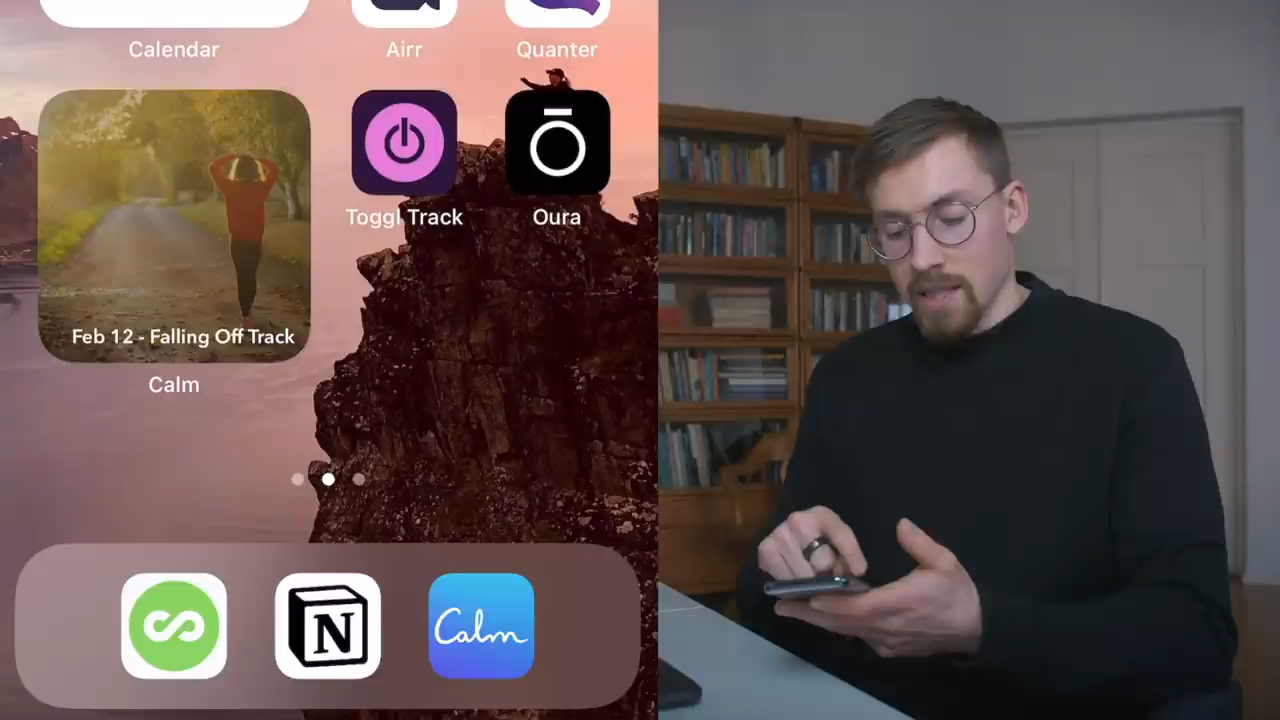 Calendar
Airr
Quanter
Toggl Track
Oura
Feb 12 - Falling Off Track
Calm
N
Calm